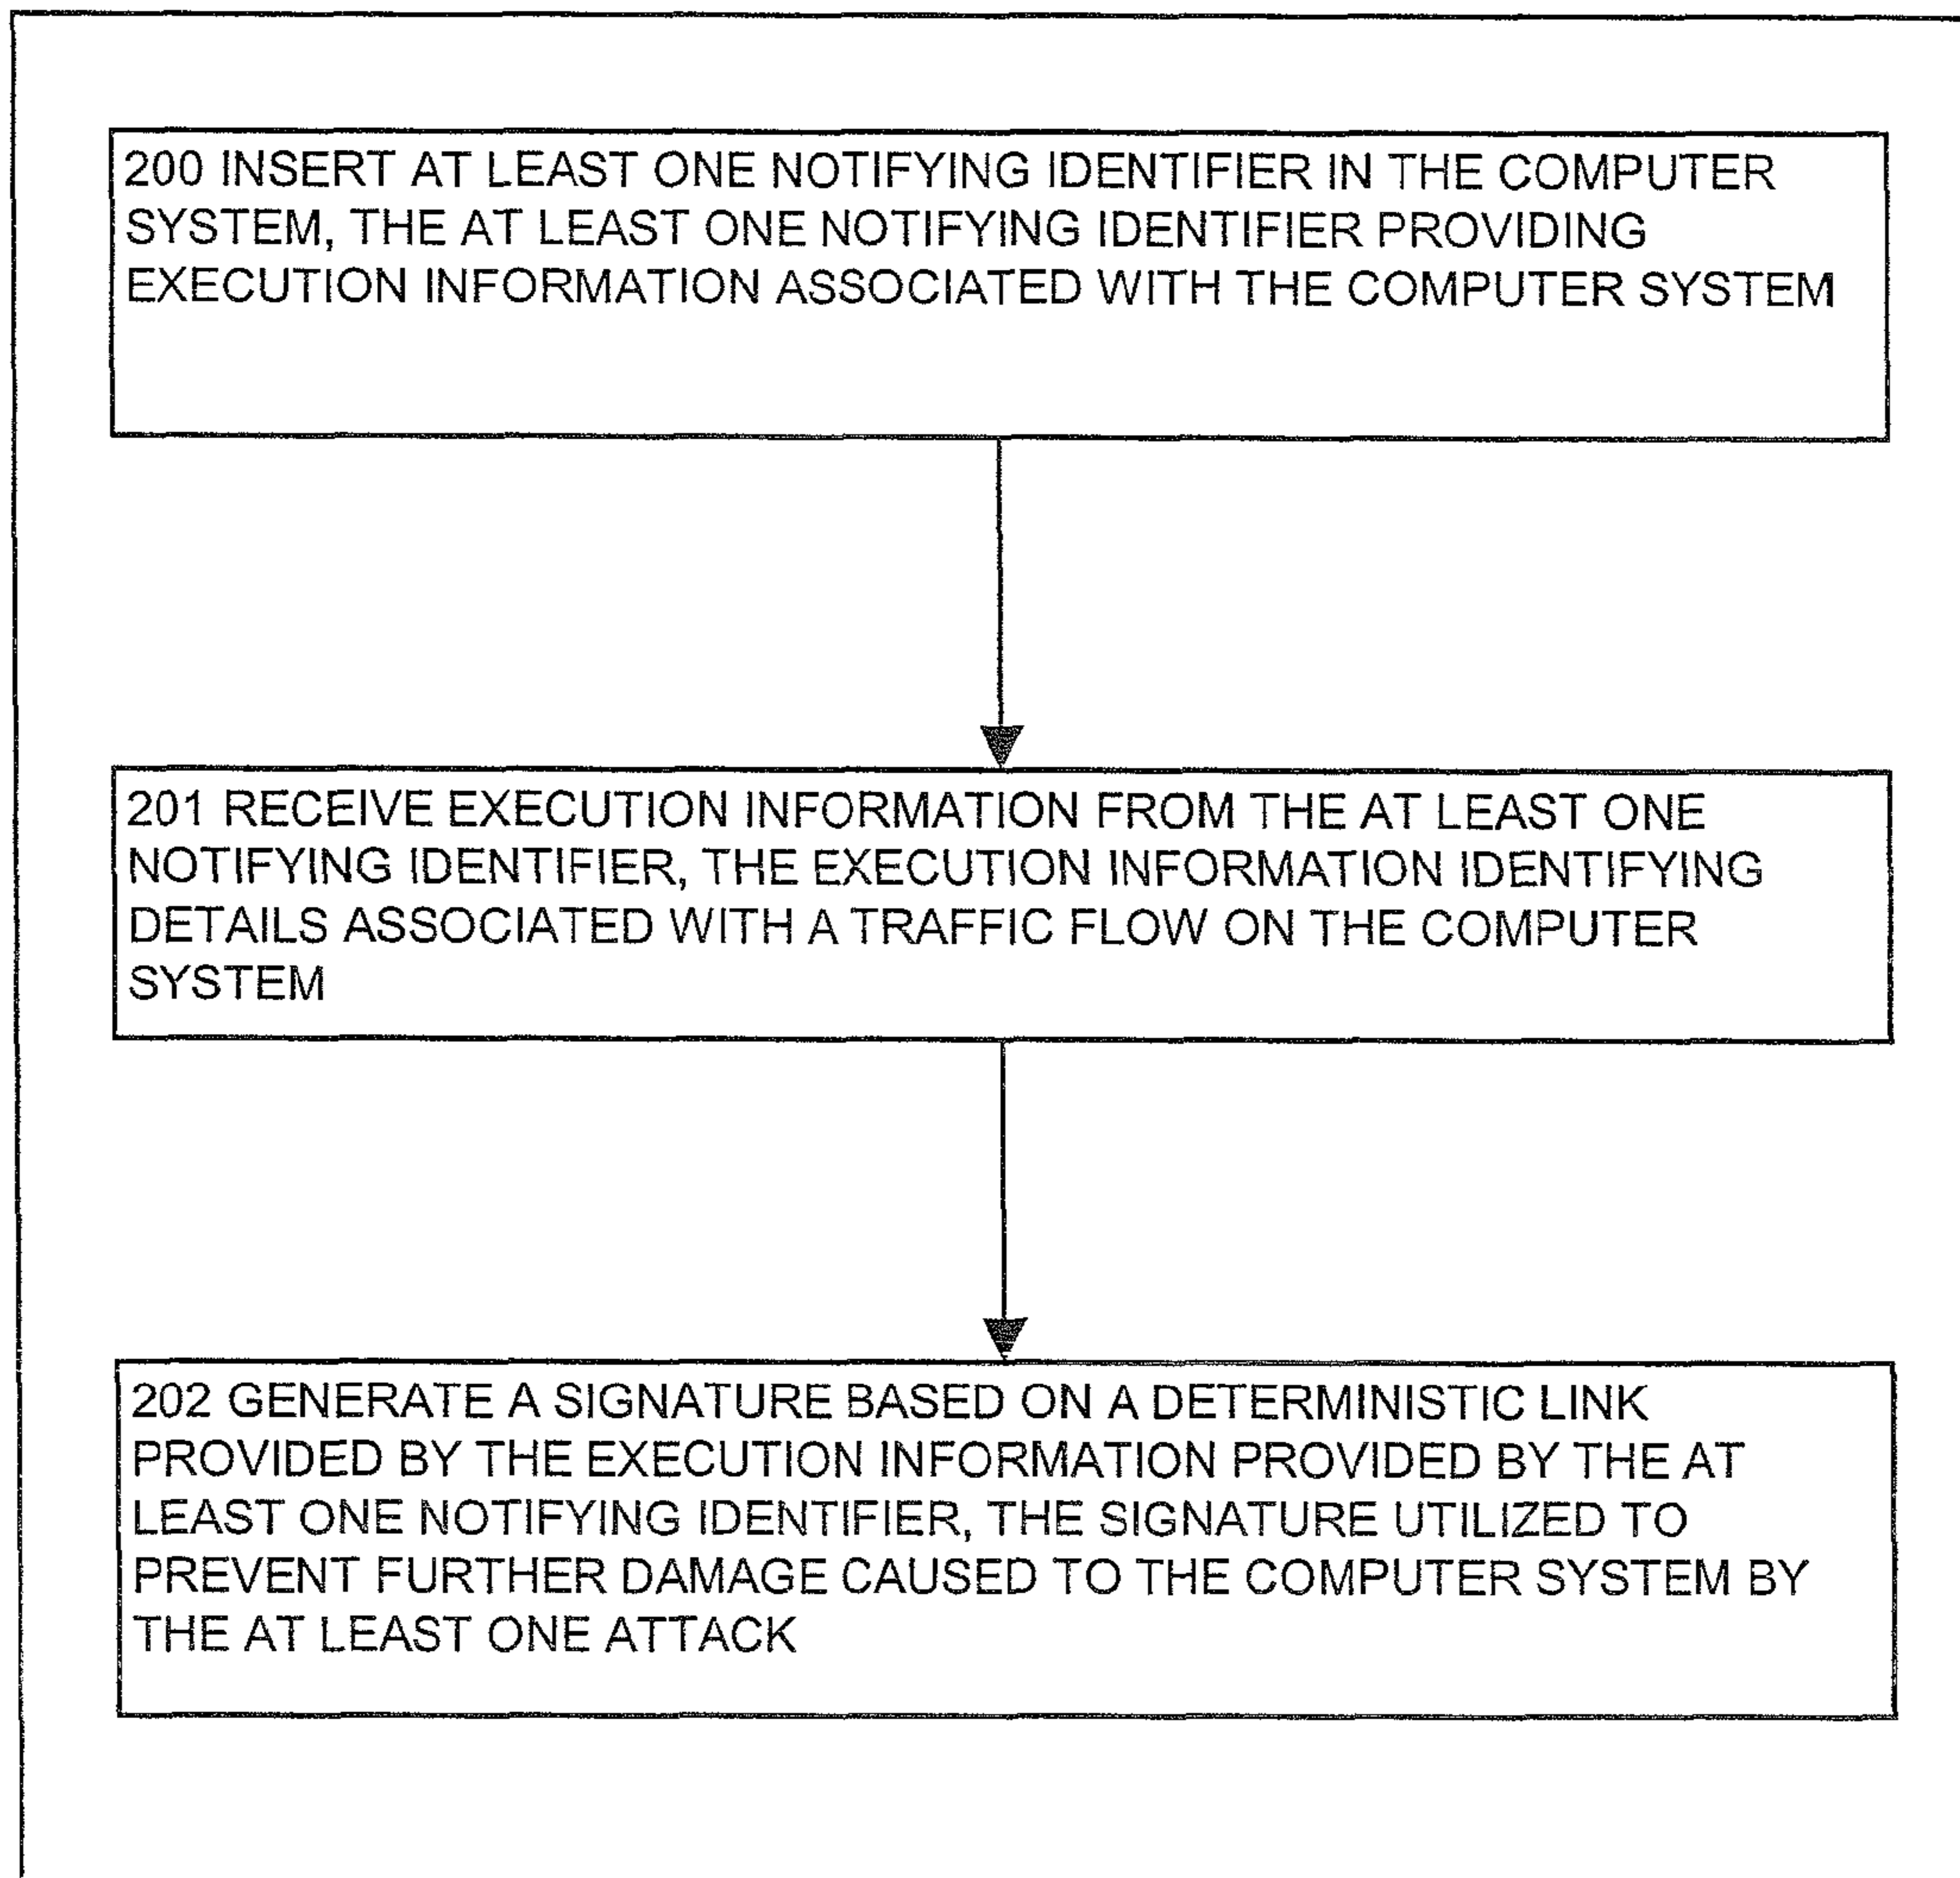 200 INSERT AT LEAST ONE NOTIFYING IDENTIFIER IN THE COMPUTER
SYSTEM, THE AT LEAST ONE NOTIFYING IDENTIFIER PROVIDING
EXECUTION INFORMATION ASSOCIATED WITH THE COMPUTER SYSTEM
201 RECEIVE EXECUTION INFORMATION FROM THE AT LEAST ONE
NOTIFYING IDENTIFIER, THE EXECUTION INFORMATION IDENTIFYING
DETAILS ASSOCIATED WITH A TRAFFIC FLOW ON THE COMPUTER
SYSTEM
202 GENERATE A SIGNATURE BASED ON A DETERMINISTIC LINK
PROVIDED BY THE EXECUTION INFORMATION PROVIDED BY THE AT
LEAST ONE NOTIFYING IDENTIFIER, THE SIGNATURE UTILIZED TO
PREVENT FURTHER DAMAGE CAUSED TO THE COMPUTER SYSTEM BY
THE AT LEAST ONE ATTACK